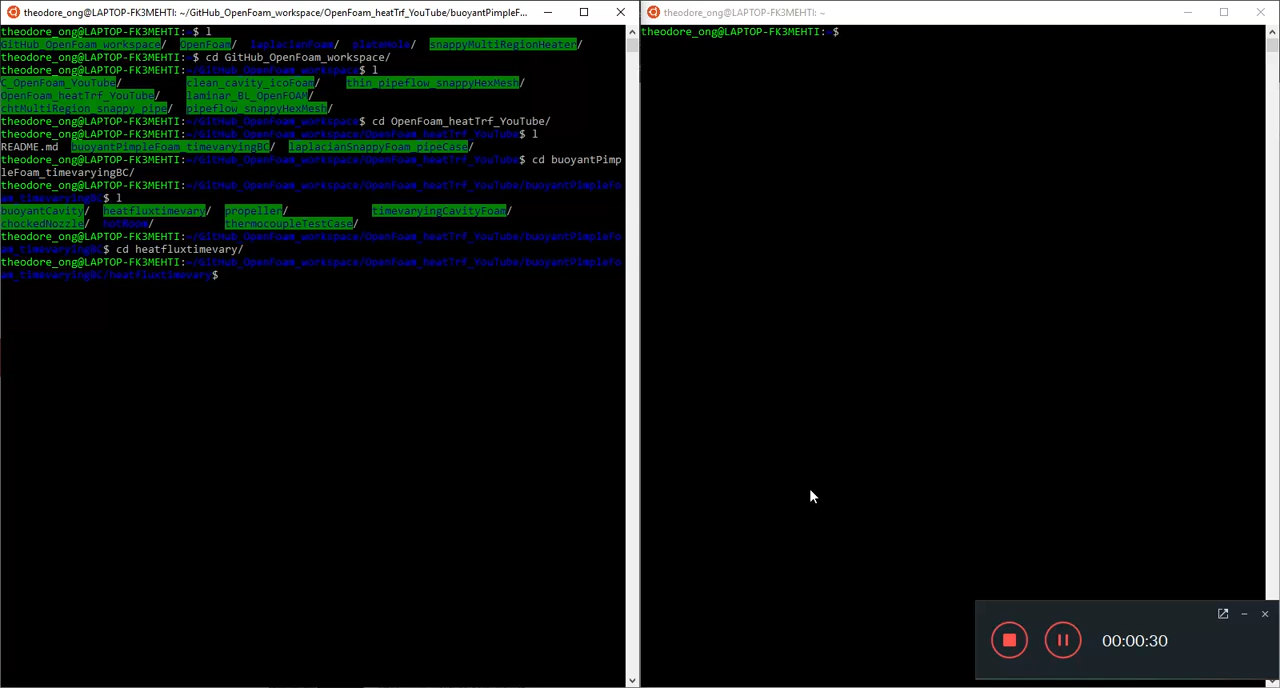 theodore_ong@LAPTOP-FK3MEHTI: ~/GitHub_OpenFoam_workspace/OpenFoam_heatTrf_YouTube/buoyantPimpleF...
theodore_ong@LAPTOP-FK3MEHTI:~$ l
GitHub_OpenFoam_workspace/ OpenFoam/ laplacianFoam/ plateHole/ snappyMultiRegionHeater/
theodore_ong@LAPTOP-FK3MEHTI:~$ cd GitHub_OpenFoam_workspace/
theodore_ong@LAPTOP-FK3MEHTI:~/GitHub_OpenFoam_workspace$ l
C_OpenFoam_YouTube/ clean_cavity_icoFoam/ thin_pipeflow_snappyHexMesh/
OpenFoam_heatTrf_YouTube/ laminar_BL_OpenFOAM/
chtMultiRegion_snappy_pipe/ pipeflow_snappyHexMesh/
theodore_ong@LAPTOP-FK3MEHTI:~/GitHub_OpenFoam_workspace$ cd OpenFoam_heatTrf_YouTube/
theodore_ong@LAPTOP-FK3MEHTI:~/GitHub_OpenFoam_workspace/OpenFoam_heatTrf_YouTube$ l
README.md buoyantPimpleFoam_timevaryingBC/ laplacianSnappyFoam_pipeCase/
theodore_ong@LAPTOP-FK3MEHTI:~/GitHub_OpenFoam_workspace/OpenFoam_heatTrf_YouTube$ cd buoyantPimp
leFoam_timevaryingBC/
theodore_ong@LAPTOP-FK3MEHTI:~/GitHub_OpenFoam_workspace/OpenFoam_heatTrf_YouTube/buoyantPimpleFo
am_timevaryingBC$ l
buoyantCavity/ heatfluxtimevary/ propeller/ timevaryingCavityFoam/
chockedNozzle/ hotRoom/ thermocoupleTestCase/
theodore_ong@LAPTOP-FK3MEHTI:~/GitHub_OpenFoam_workspace/OpenFoam_heatTrf_YouTube/buoyantPimpleFo
am_timevaryingBC$ cd heatfluxtimevary/
theodore_ong@LAPTOP-FK3MEHTI:~/GitHub_OpenFoam_workspace/OpenFoam_heatTrf_YouTube/buoyantPimpleFo
am_timevaryingBC/heatfluxtimevary$
theodore_ong@LAPTOP-FK3MEHTI: ~
theodore_ong@LAPTOP-FK3MEHTI:~$
00:00:30